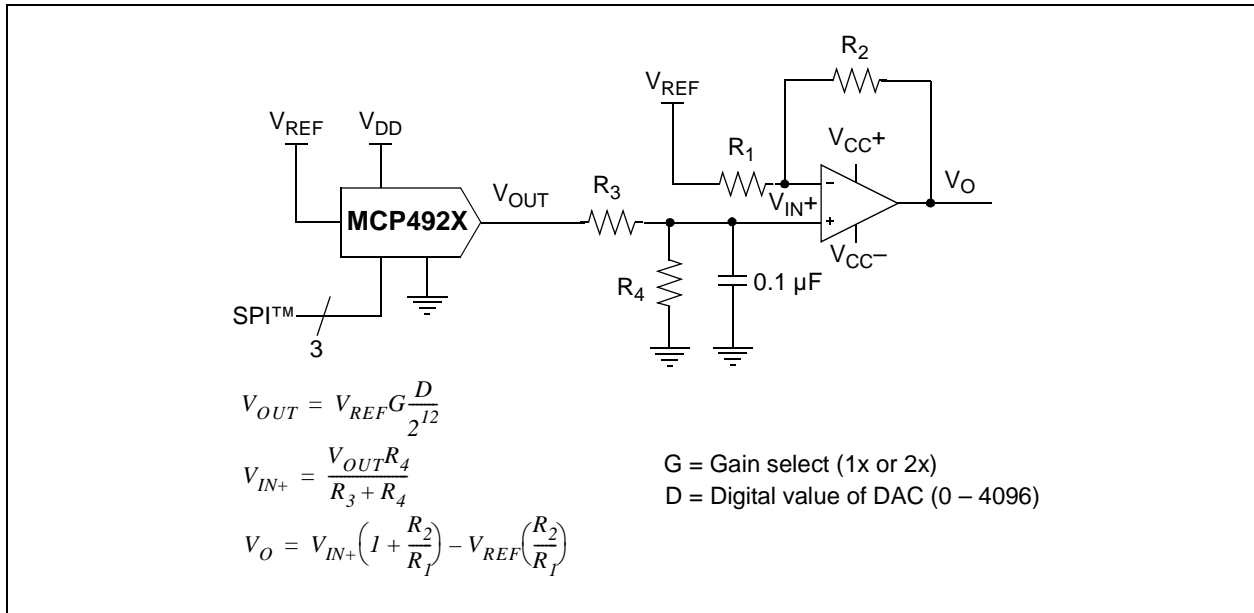 R2
VREF
VREF
VDD
R1
VCC+
VO
MCP492X
VOUT
R3
VIN+
–
+
VCC–
R4
0.1 µF
SPI™
3
VOUT = VREF G D / 2^12
VIN+ = VOUT R4 / R3 + R4
G = Gain select (1x or 2x)
D = Digital value of DAC (0 – 4096)
VO = VIN+ (1 + R2 / R1) – VREF (R2 / R1)